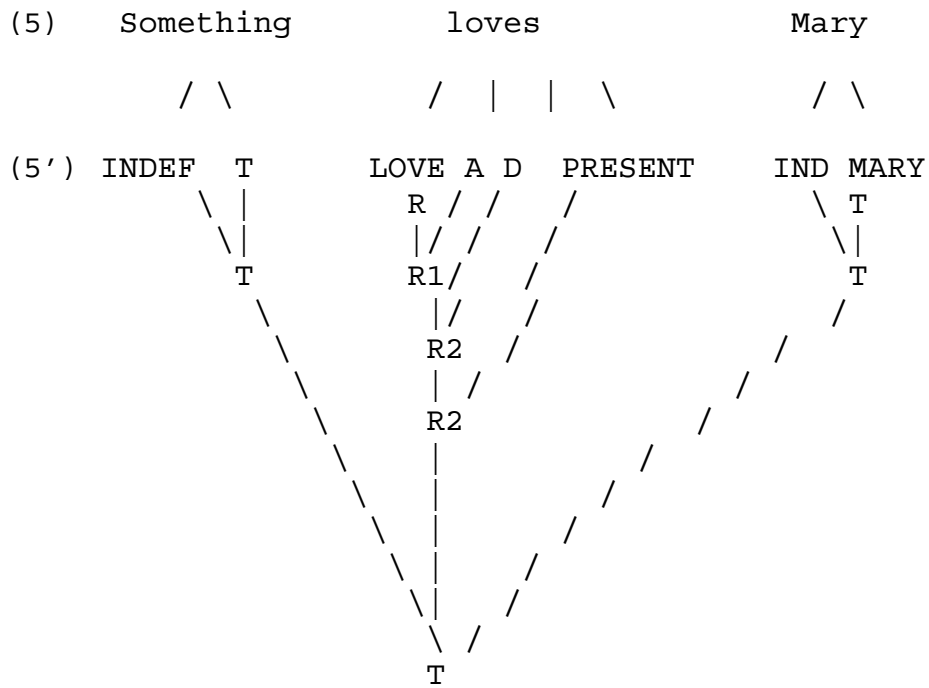 (5) Something loves Mary
/ \ / | | \ / \
(5') INDEF T LOVE A D PRESENT IND MARY
\ | R / / / \ T
\ | | / / / \ |
T R1 / / T
\ | / / /
\ R2 / /
\ | / /
\ R2 /
\ | /
\ | /
\ | /
\ | /
\ | /
\ /
T